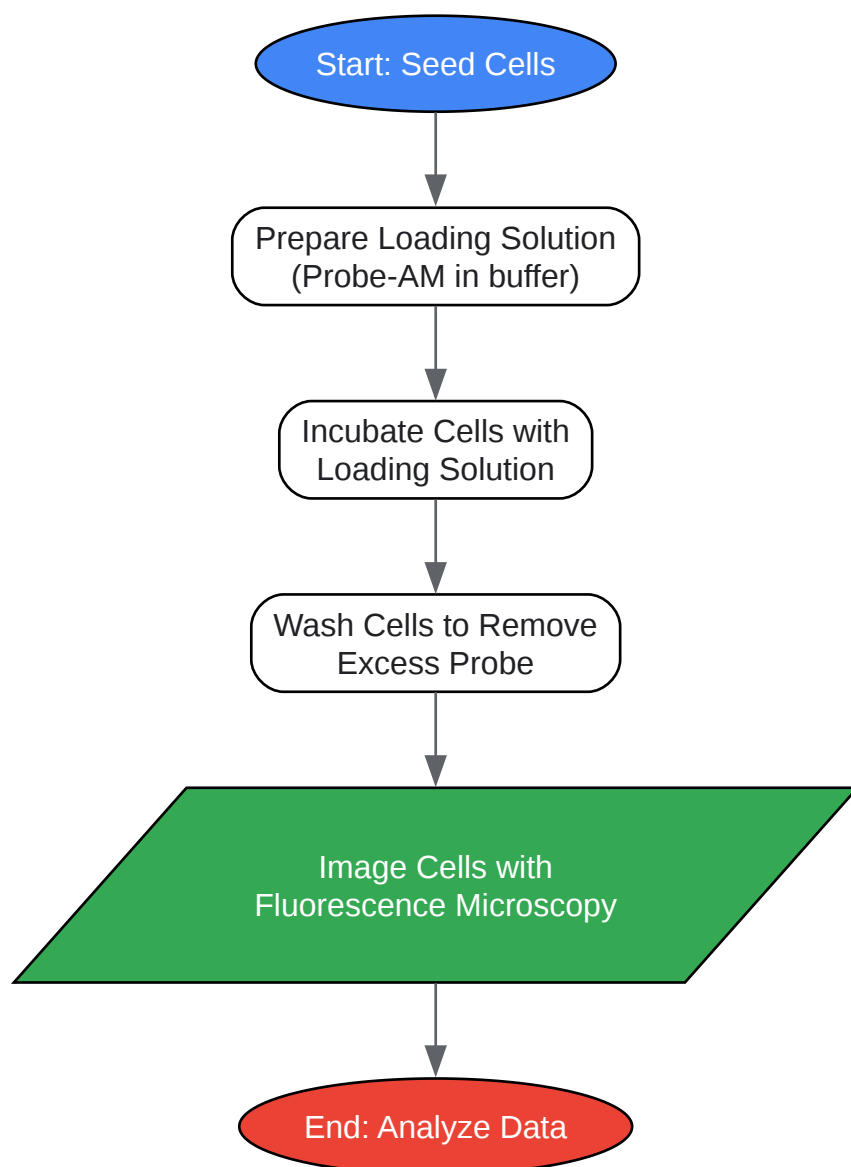 Start: Seed Cells
Prepare Loading Solution
(Probe-AM in buffer)
Incubate Cells with
Loading Solution
Wash Cells to Remove
Excess Probe
Image Cells with
Fluorescence Microscopy
End: Analyze Data